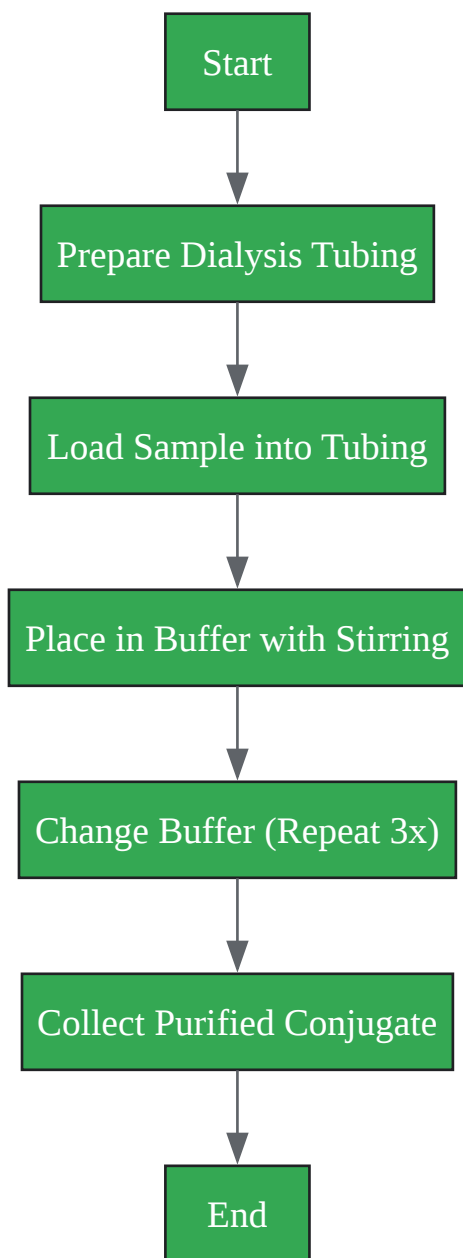 Start
Prepare Dialysis Tubing
Load Sample into Tubing
Place in Buffer with Stirring
Change Buffer (Repeat 3x)
Collect Purified Conjugate
End